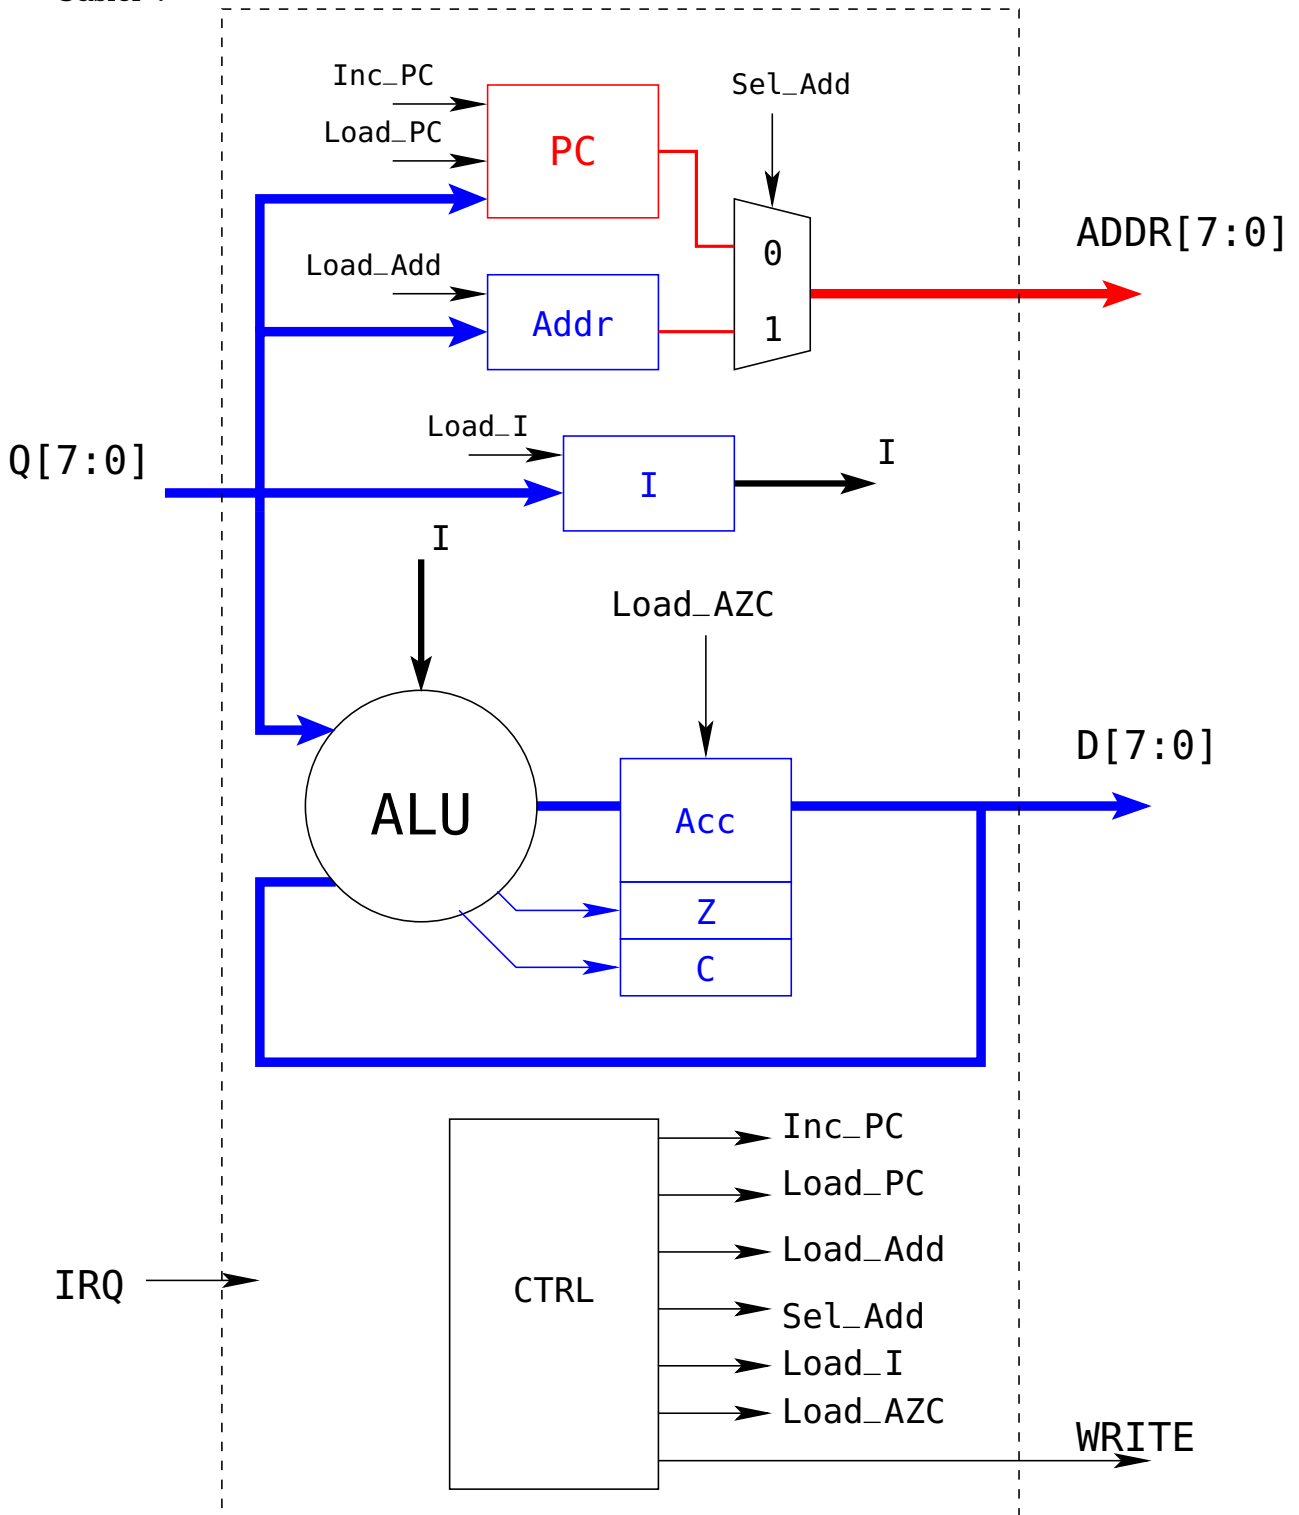 Inc_PC
Sel_Add
Load_PC
PC
ADDR[7:0]
0
Load_Add
Addr
1
Load_I
I
Q[7:0]
I
I
Load_AZC
D[7:0]
ALU
Acc
Z
C
Inc_PC
Load_PC
Load_Add
IRQ
CTRL
Sel_Add
Load_I
Load_AZC
WRITE